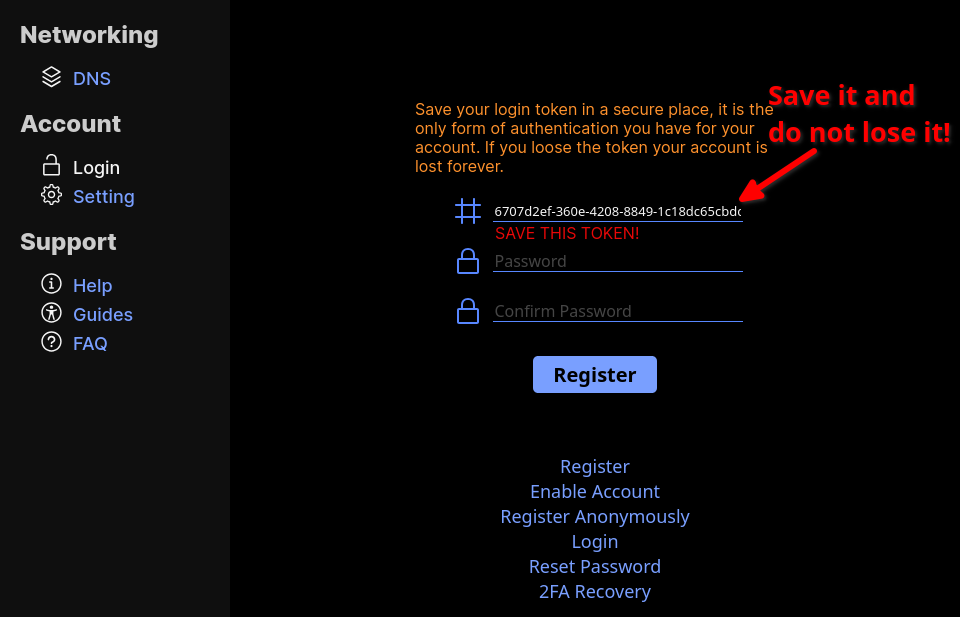 Networking
DNS
Account
Login
Setting
Support
Help
Guides
FAQ
Save your login token in a secure place, it is the
only form of authentication you have for your
account. If you loose the token your account is
lost forever.
Save it and
do not lose it!
6707d2ef-360e-4208-8849-1c18dc65cbdc
SAVE THIS TOKEN!
Password
Confirm Password
Register
Register
Enable Account
Register Anonymously
Login
Reset Password
2FA Recovery